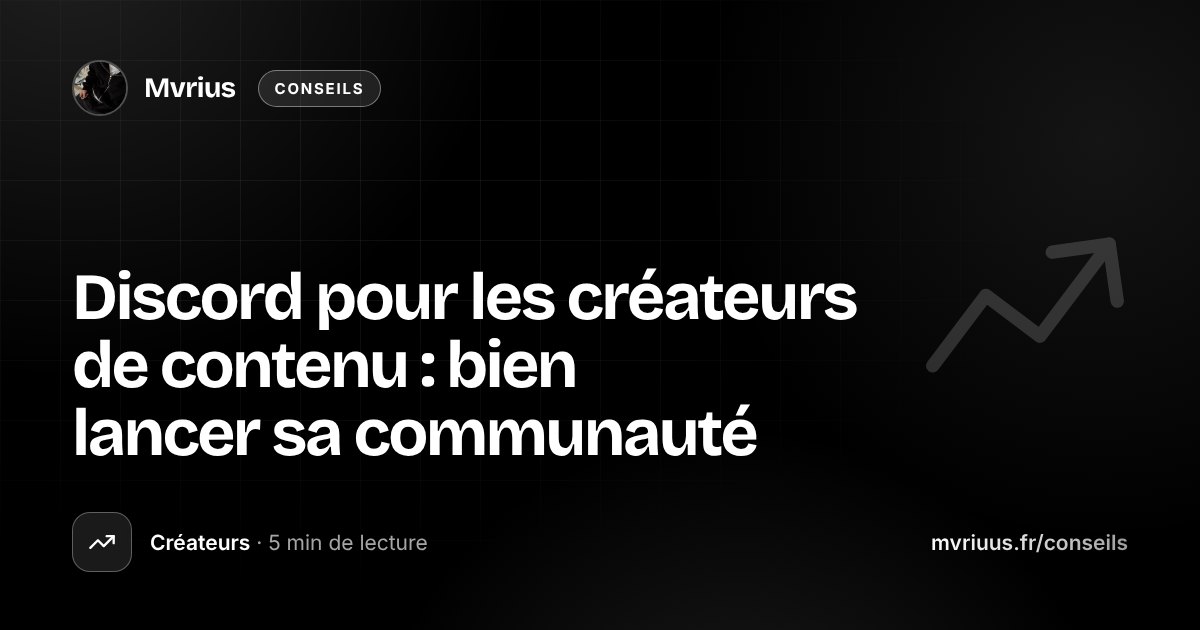 Mvrius
CONSEILS
Discord pour les créateurs
de contenu : bien
lancer sa communauté
Créateurs · 5 min de lecture
mvriuus.fr/conseils